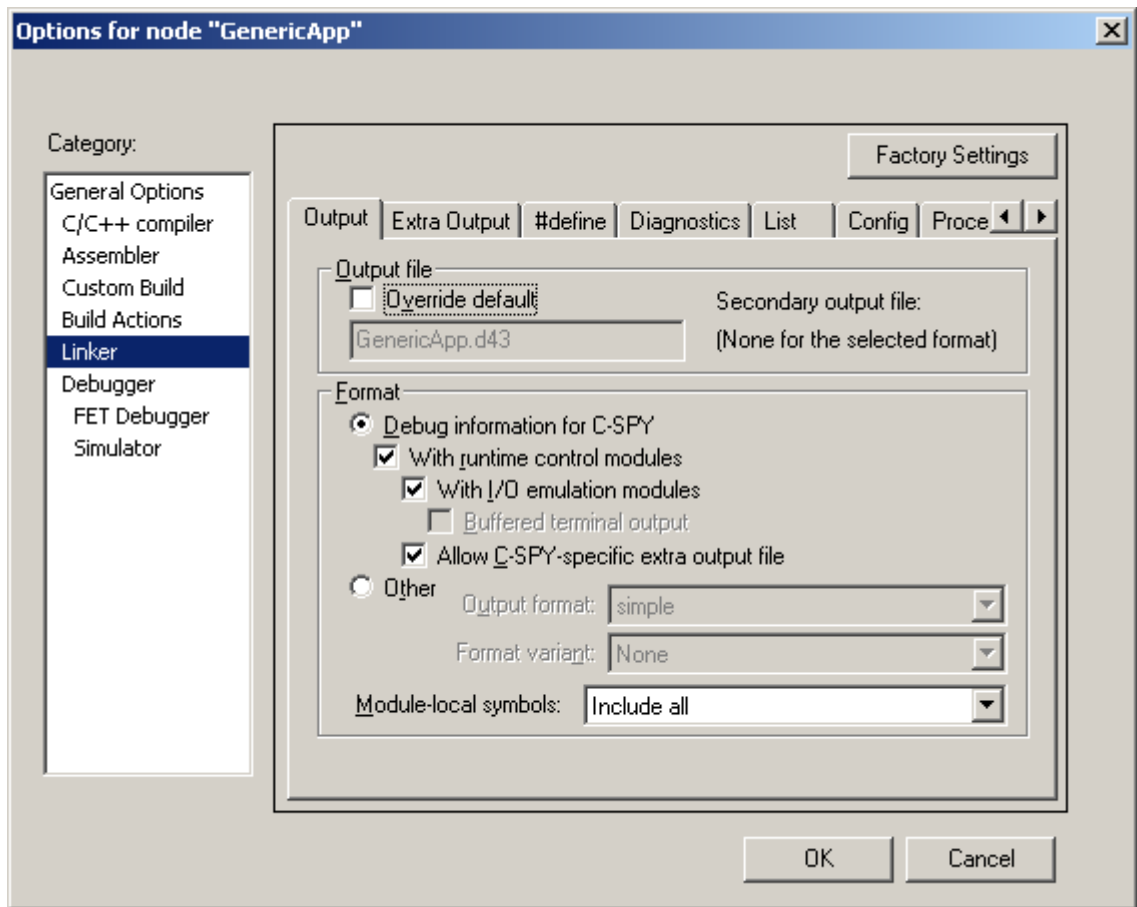 Options for node "GenericApp"
Category:
General Options
C/C++ compiler
Assembler
Custom Build
Build Actions
Linker
Debugger
FET Debugger
Simulator
Factory Settings
Output Extra Output #define Diagnostics List Config Proce
Output file
Override default
GenericApp.d43
Secondary output file:
(None for the selected format)
Format
Debug information for C-SPY
With runtime control modules
With I/O emulation modules
Buffered terminal output
Allow C-SPY-specific extra output file
Other
Output format: simple
Format variant: None
Module-local symbols: Include all
OK Cancel